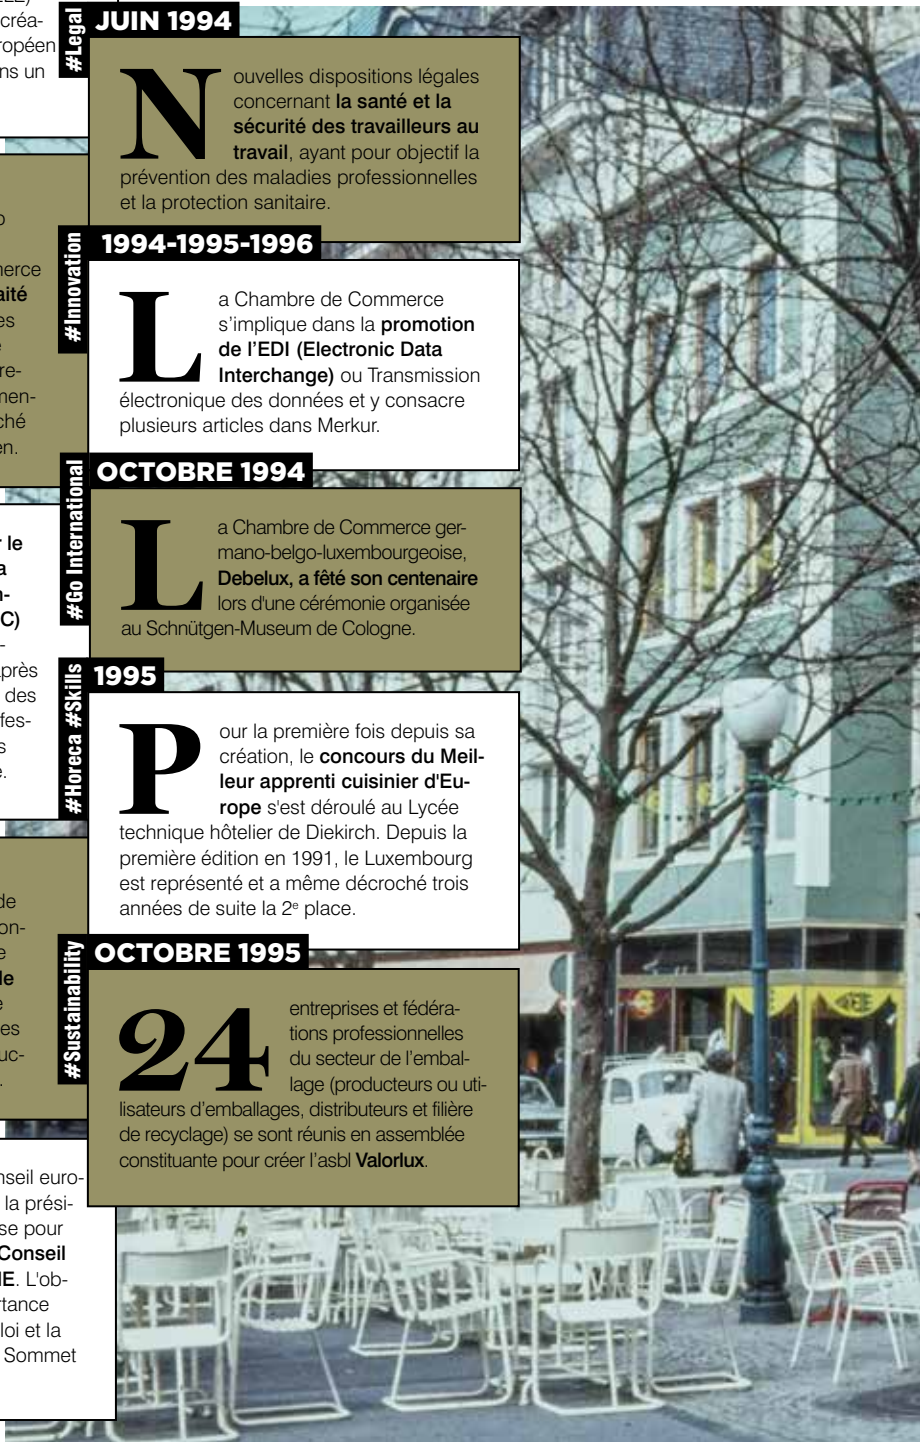 créa-
ropéen
ns un
merce
aité
es
re-
men-
ché
en.
le
n-
C)
près
des
fes-
de
on-
le
es
uc-
nseil euro-
la prési-
se pour
Conseil
E. L'ob-
rtance
loi et la
Sommet
#Legal
JUIN 1994
Nouvelles dispositions légales
concernant la santé et la
sécurité des travailleurs au
travail, ayant pour objectif la
prévention des maladies professionnelles
et la protection sanitaire.
#Innovation
1994-1995-1996
La Chambre de Commerce
s’implique dans la promotion
de l’EDI (Electronic Data
Interchange) ou Transmission
électronique des données et y consacre
plusieurs articles dans Merkur.
#Go International
OCTOBRE 1994
La Chambre de Commerce ger-
mano-belgo-luxembourgeoise,
Debelux, a fêté son centenaire
lors d'une cérémonie organisée
au Schnütgen-Museum de Cologne.
#Horeca #Skills
1995
Pour la première fois depuis sa
création, le concours du Meil-
leur apprenti cuisinier d'Eu-
rope s'est déroulé au Lycée
technique hôtelier de Diekirch. Depuis la
première édition en 1991, le Luxembourg
est représenté et a même décroché trois
années de suite la 2e place.
#Sustainability
OCTOBRE 1995
24 entreprises et fédéra-
tions professionnelles
du secteur de l’embal-
lage (producteurs ou uti-
lisateurs d’emballages, distributeurs et filière
de recyclage) se sont réunis en assemblée
constituante pour créer l’asbl Valorlux.